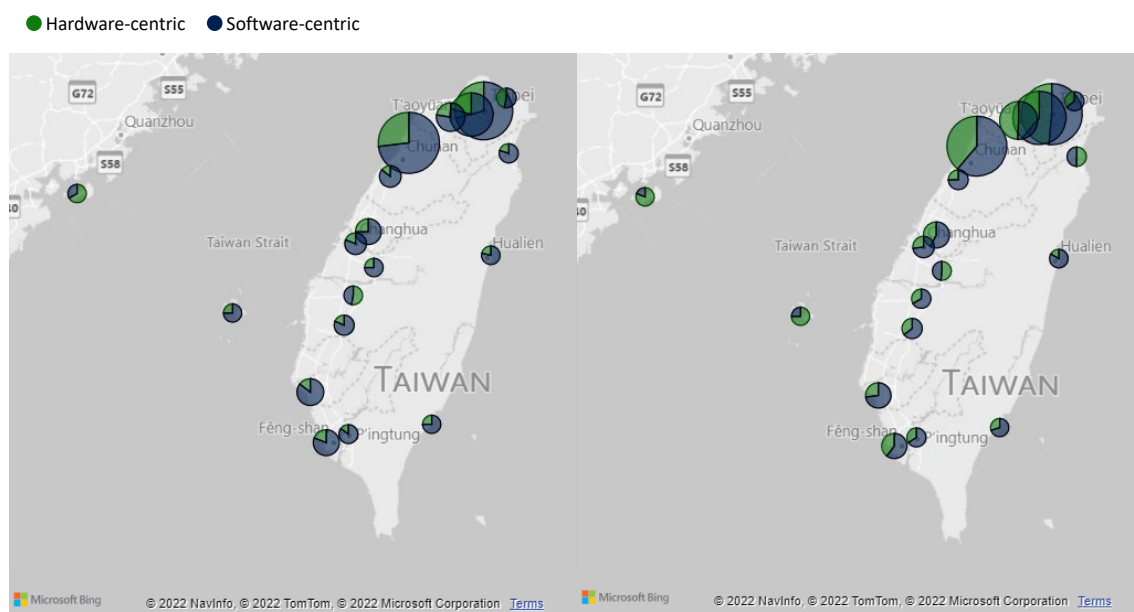 Hardware-centric Software-centric
G72
S55
Quanzhou
S58
40
T'aoyüan
Chunan
Changhua
Taiwan Strait
Hualien
TAIWAN
Fêng-shan
P'ingtung
Microsoft Bing
© 2022 NavInfo, © 2022 TomTom, © 2022 Microsoft Corporation Terms
G72
S55
Quanzhou
S58
40
T'aoyüan
Chunan
Changhua
Taiwan Strait
Hualien
TAIWAN
Fêng-shan
P'ingtung
Microsoft Bing
© 2022 NavInfo, © 2022 TomTom, © 2022 Microsoft Corporation Terms